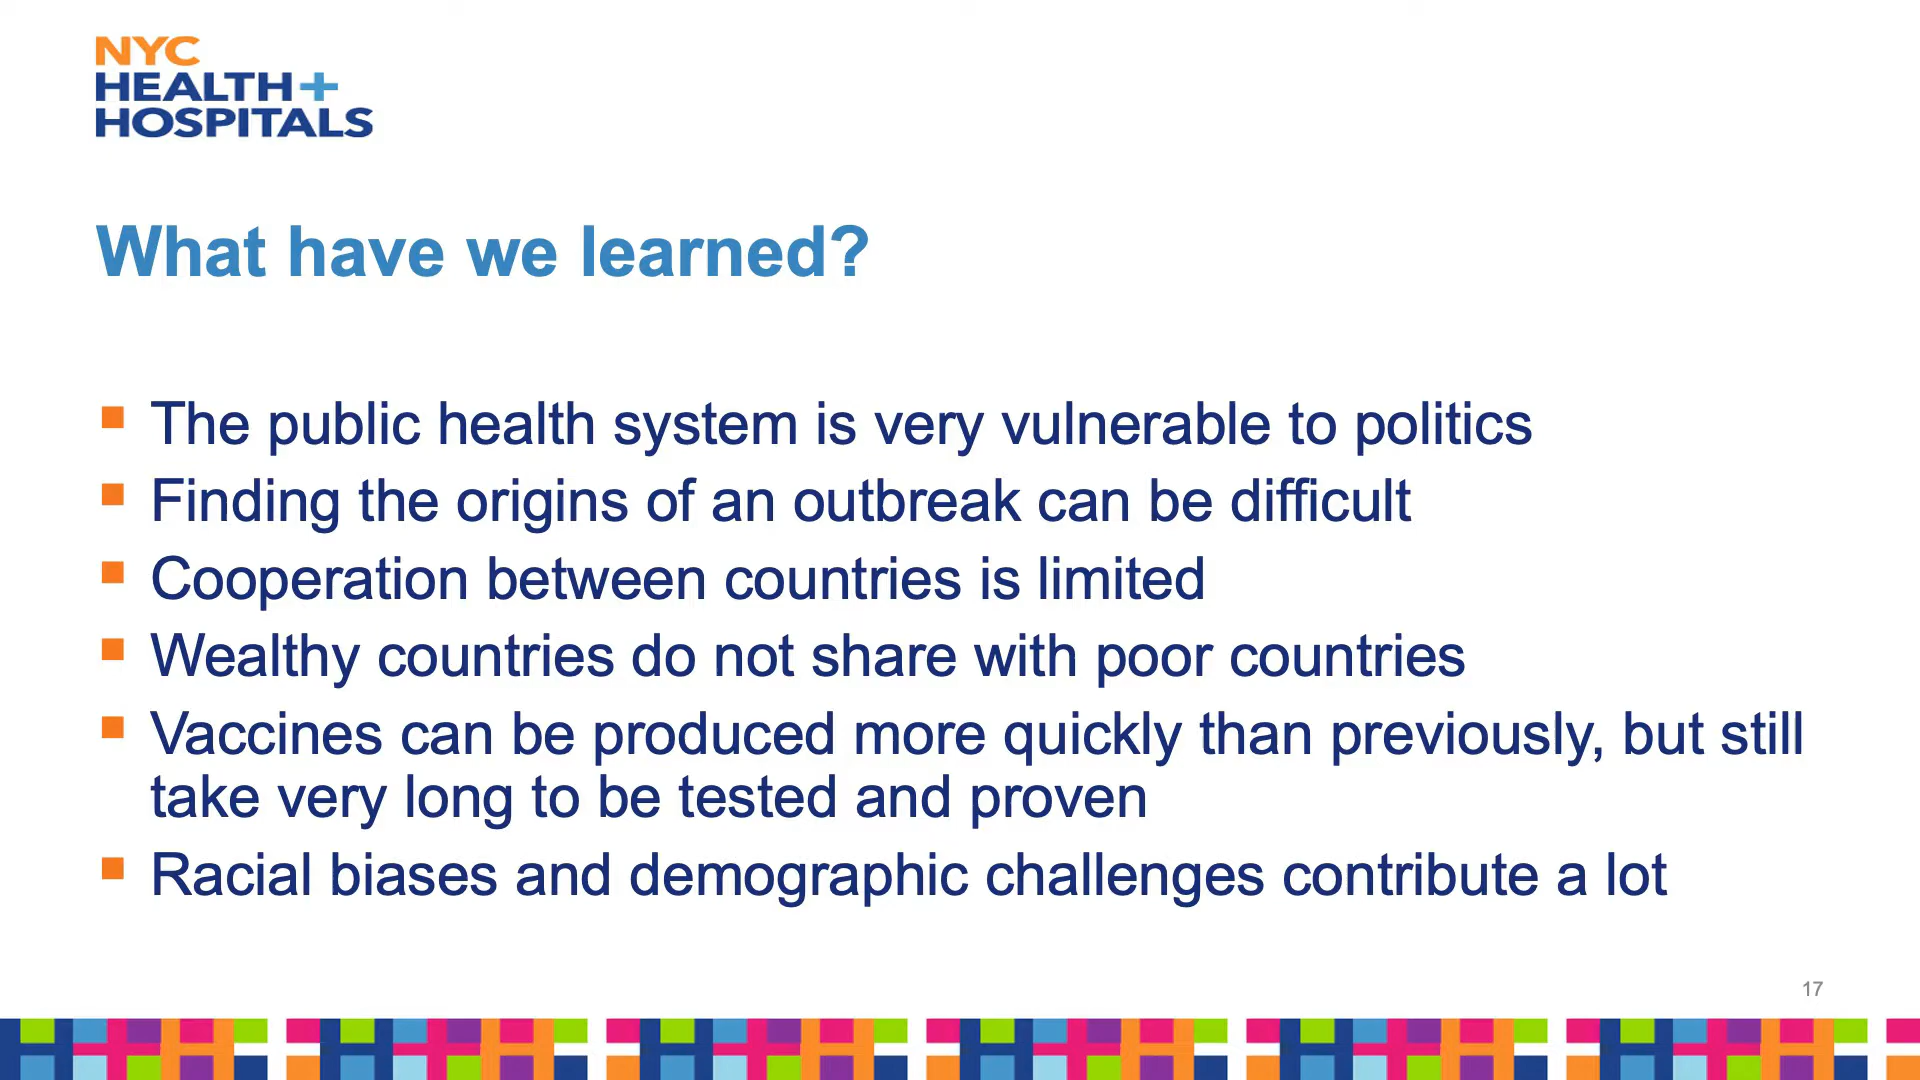 NYC
HEALTH+
HOSPITALS
What have we learned?
▪ The public health system is very vulnerable to politics
▪ Finding the origins of an outbreak can be difficult
▪ Cooperation between countries is limited
▪ Wealthy countries do not share with poor countries
▪ Vaccines can be produced more quickly than previously, but still
take very long to be tested and proven
▪ Racial biases and demographic challenges contribute a lot
17